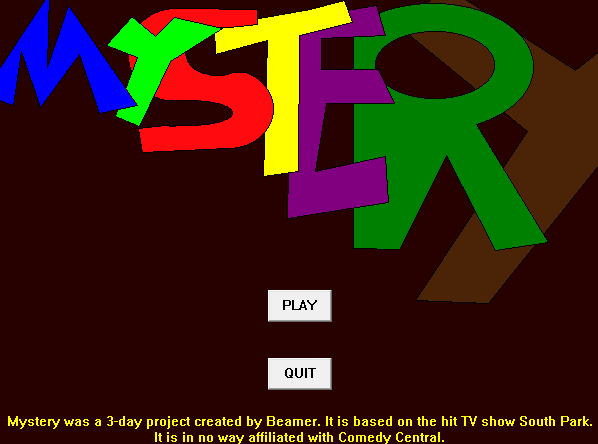 MYSTERY
PLAY
QUIT
Mystery was a 3-day project created by Beamer. It is based on the hit TV show South Park.
It is in no way affiliated with Comedy Central.